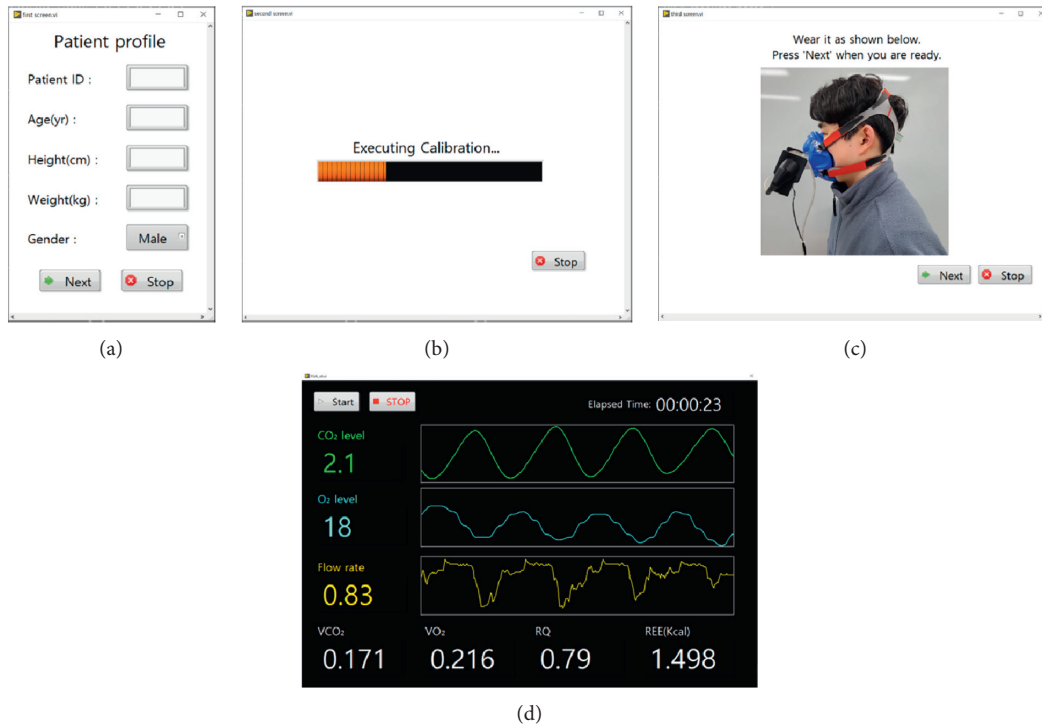 first screen.vi
Patient profile
Patient ID :
Age(yr) :
Height(cm) :
Weight(kg) :
Gender : Male
Next Stop
(a)
second screen.vi
Executing Calibration...
Stop
(b)
third screen.vi
Wear it as shown below.
Press 'Next' when you are ready.
Next Stop
(c)
Start STOP Elapsed Time: 00:00:23
CO₂ level
2.1
O₂ level
18
Flow rate
0.83
VCO₂ VO₂ RQ REE(Kcal)
0.171 0.216 0.79 1.498
(d)